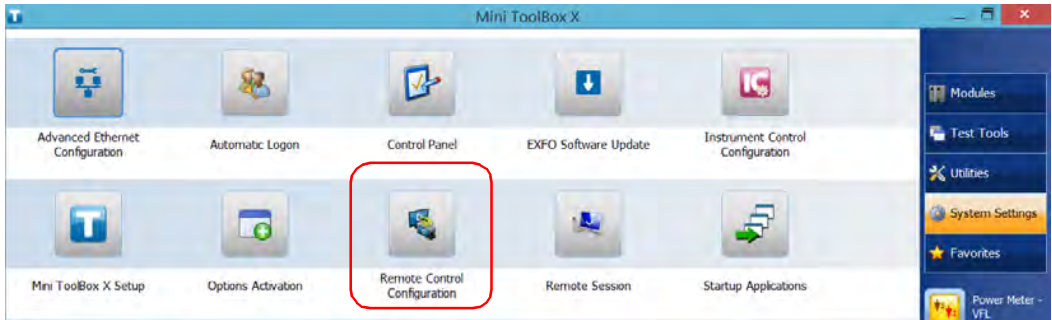 Mini ToolBox X
Advanced Ethernet
Configuration
Automatic Logon
Control Panel
EXFO Software Update
Instrument Control
Configuration
Mini ToolBox X Setup
Options Activation
Remote Control
Configuration
Remote Session
Startup Applications
Modules
Test Tools
Utilities
System Settings
Favorites
Power Meter -
VFL